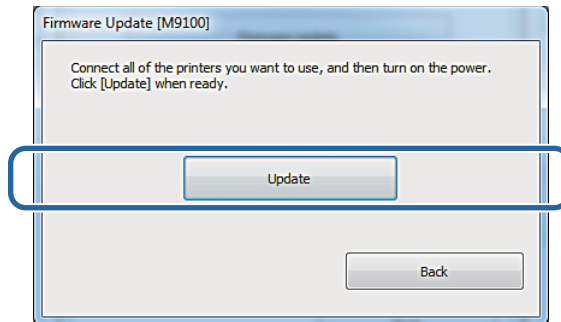 Firmware Update [M9100]
Connect all of the printers you want to use, and then turn on the power.
Click [Update] when ready.
Update
Back